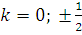 k = 0; ±1/2